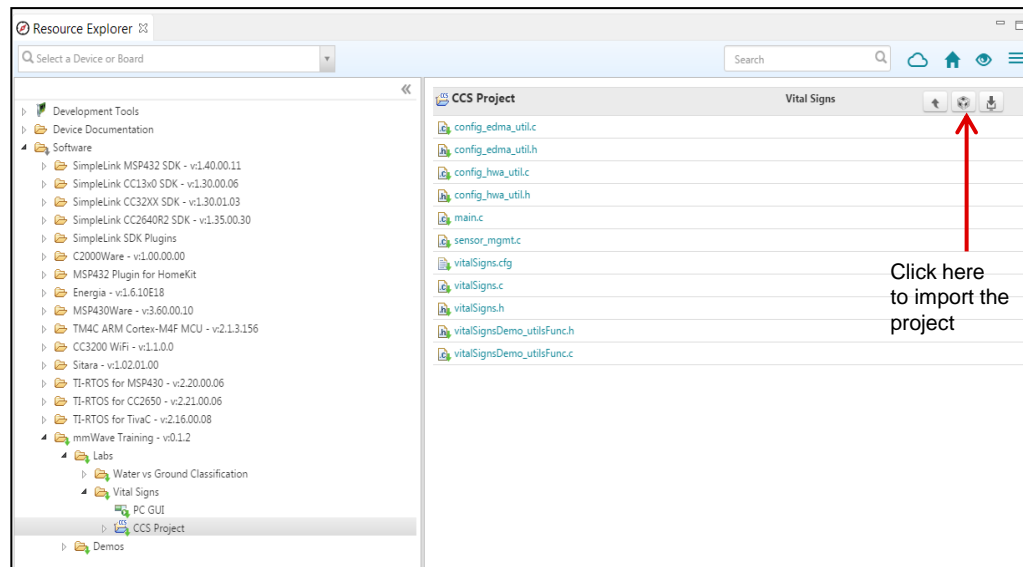 Resource Explorer
Select a Device or Board
Search
Development Tools
Device Documentation
Software
SimpleLink MSP432 SDK - v:1.40.00.11
SimpleLink CC13x0 SDK - v:1.30.00.06
SimpleLink CC32XX SDK - v:1.30.01.03
SimpleLink CC2640R2 SDK - v:1.35.00.30
SimpleLink SDK Plugins
C2000Ware - v:1.00.00.00
MSP432 Plugin for HomeKit
Energia - v:1.6.10E18
MSP430Ware - v:3.60.00.10
TM4C ARM Cortex-M4F MCU - v:2.1.3.156
CC3200 WiFi - v:1.1.0.0
Sitara - v:1.02.01.00
TI-RTOS for MSP430 - v:2.20.00.06
TI-RTOS for CC2650 - v:2.21.00.06
TI-RTOS for TivaC - v:2.16.00.08
mmWave Training - v:0.1.2
Labs
Water vs Ground Classification
Vital Signs
PC GUI
CCS Project
Demos
CCS Project
Vital Signs
config_edma_util.c
config_edma_util.h
config_hwa_util.c
config_hwa_util.h
main.c
sensor_mgmt.c
vitalSigns.cfg
vitalSigns.c
vitalSigns.h
vitalSignsDemo_utilsFunc.h
vitalSignsDemo_utilsFunc.c
Click here
to import the
project